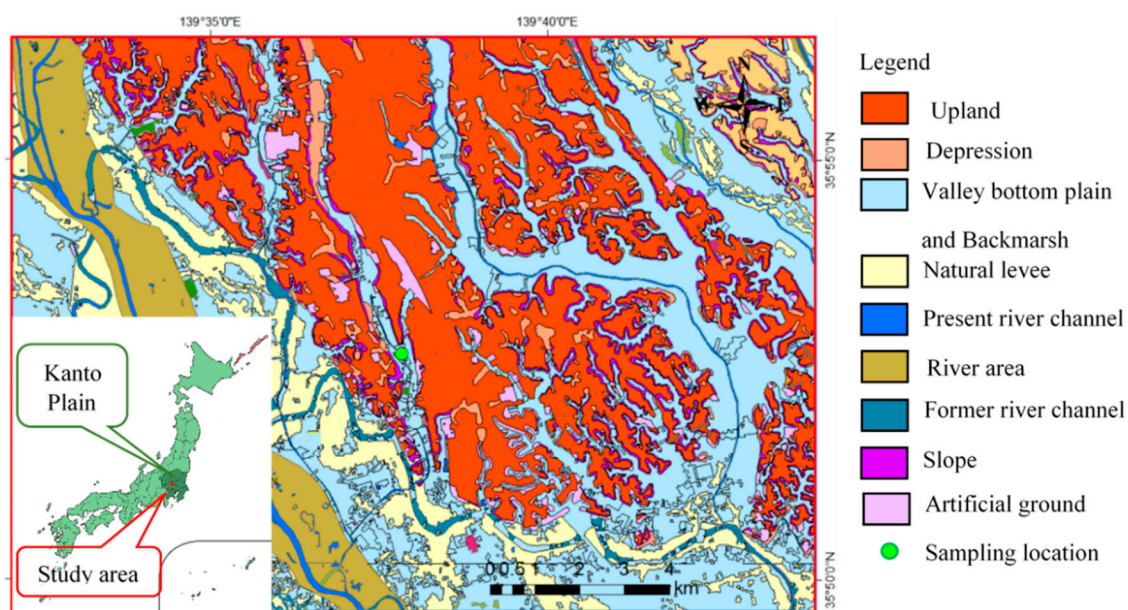 139°35'0"E
139°40'0"E
N
W
E
S
35°55'0"N
35°50'0"N
Kanto
Plain
Study area
0 0.5 1 2 3 4
km
Legend
Upland
Depression
Valley bottom plain
and Backmarsh
Natural levee
Present river channel
River area
Former river channel
Slope
Artificial ground
Sampling location